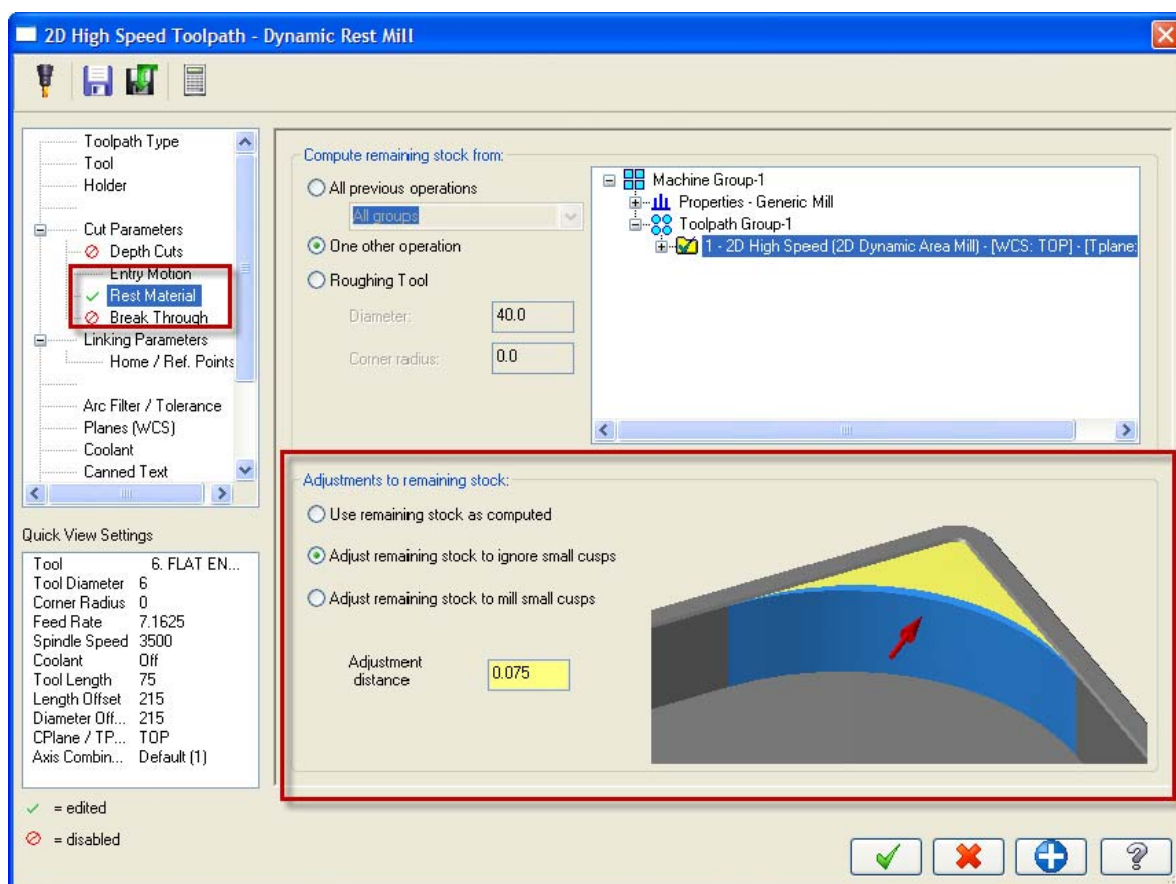 2D High Speed Toolpath - Dynamic Rest Mill
Toolpath Type
Tool
Holder
Cut Parameters
Depth Cuts
Entry Motion
Rest Material
Break Through
Linking Parameters
Home / Ref. Points
Arc Filter / Tolerance
Planes (WCS)
Coolant
Canned Text
Quick View Settings
Tool 6. FLAT EN...
Tool Diameter 6
Corner Radius 0
Feed Rate 7.1625
Spindle Speed 3500
Coolant Off
Tool Length 75
Length Offset 215
Diameter Off... 215
CPlane / TP... TOP
Axis Combin... Default (1)
= edited
= disabled
Compute remaining stock from:
All previous operations
All groups
One other operation
Roughing Tool
Diameter: 40.0
Corner radius: 0.0
Machine Group-1
Properties - Generic Mill
Toolpath Group-1
1 - 2D High Speed (2D Dynamic Area Mill) - [WCS: TOP] - [Tplane:
Adjustments to remaining stock:
Use remaining stock as computed
Adjust remaining stock to ignore small cusps
Adjust remaining stock to mill small cusps
Adjustment
distance 0.075